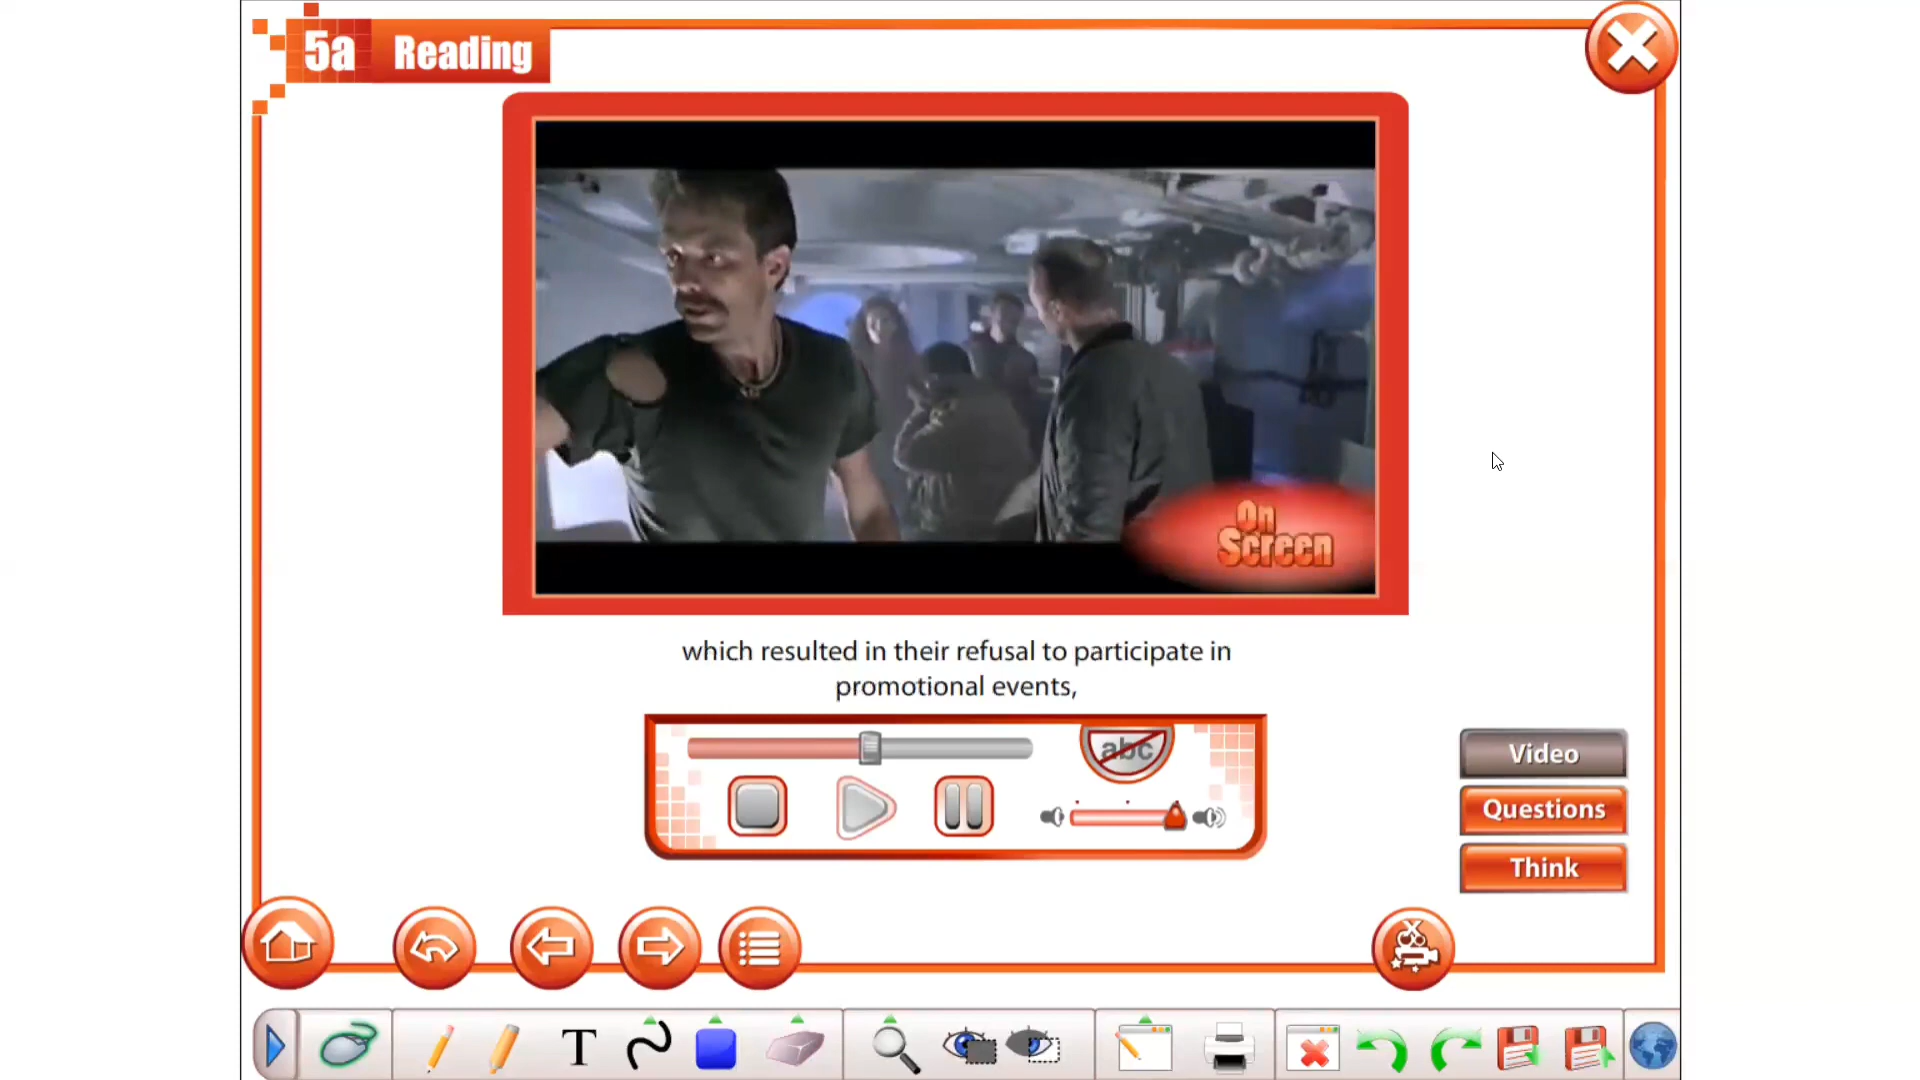 5a Reading
On
Screen
which resulted in their refusal to participate in
promotional events,
abc
Video
Questions
Think
T